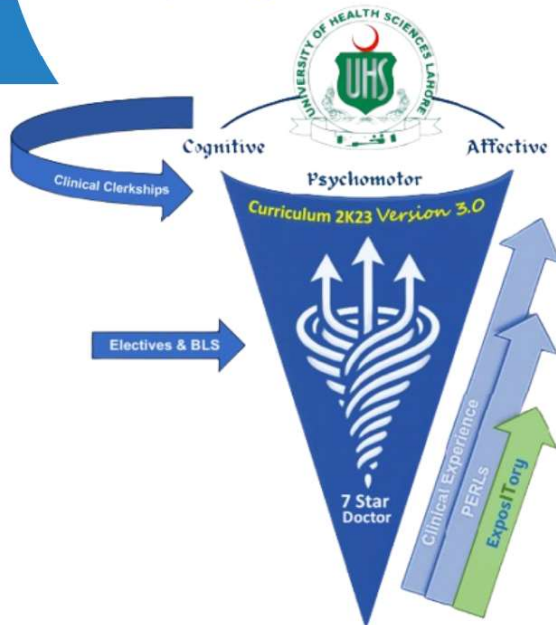 UNIVERSITY OF HEALTH SCIENCES LAHORE
UHS
Cognitive
Affective
Psychomotor
Clinical Clerkships
Curriculum 2K23 Version 3.0
Electives & BLS
7 Star
Doctor
Clinical Experience
PERLs
ExposITory